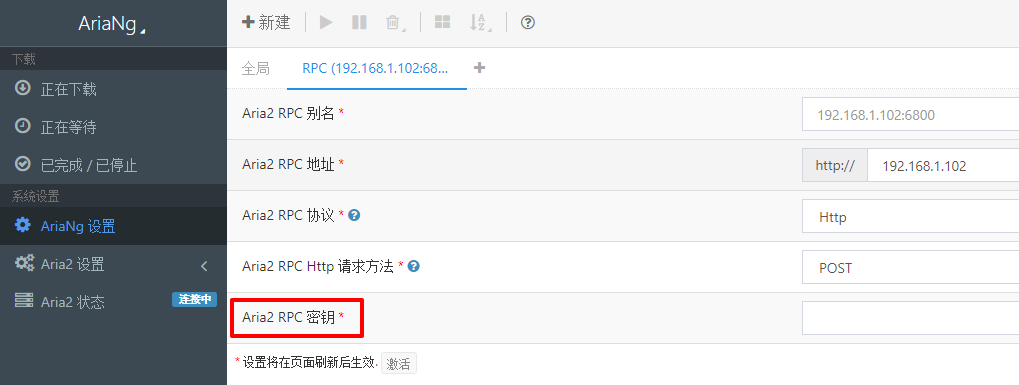 AriaNg
新建
下载
正在下载
正在等待
已完成 / 已停止
系统设置
AriaNg 设置
Aria2 设置
Aria2 状态 连接中
全局 RPC (192.168.1.102:68...
Aria2 RPC 别名 * 192.168.1.102:6800
Aria2 RPC 地址 * http:// 192.168.1.102
Aria2 RPC 协议 * Http
Aria2 RPC Http 请求方法 * POST
Aria2 RPC 密钥 *
* 设置将在页面刷新后生效. 激活